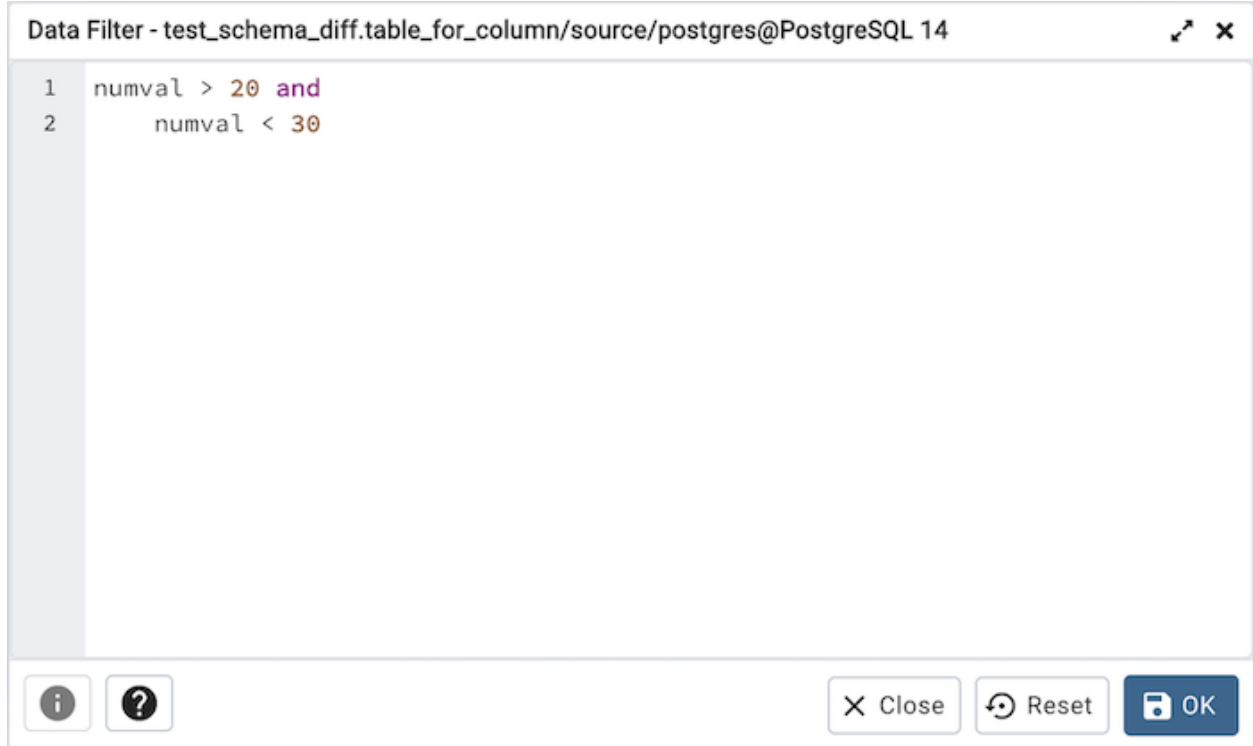 Data Filter - test_schema_diff.table_for_column/source/postgres@PostgreSQL 14
1 numval > 20 and
2     numval < 30
Close Reset OK